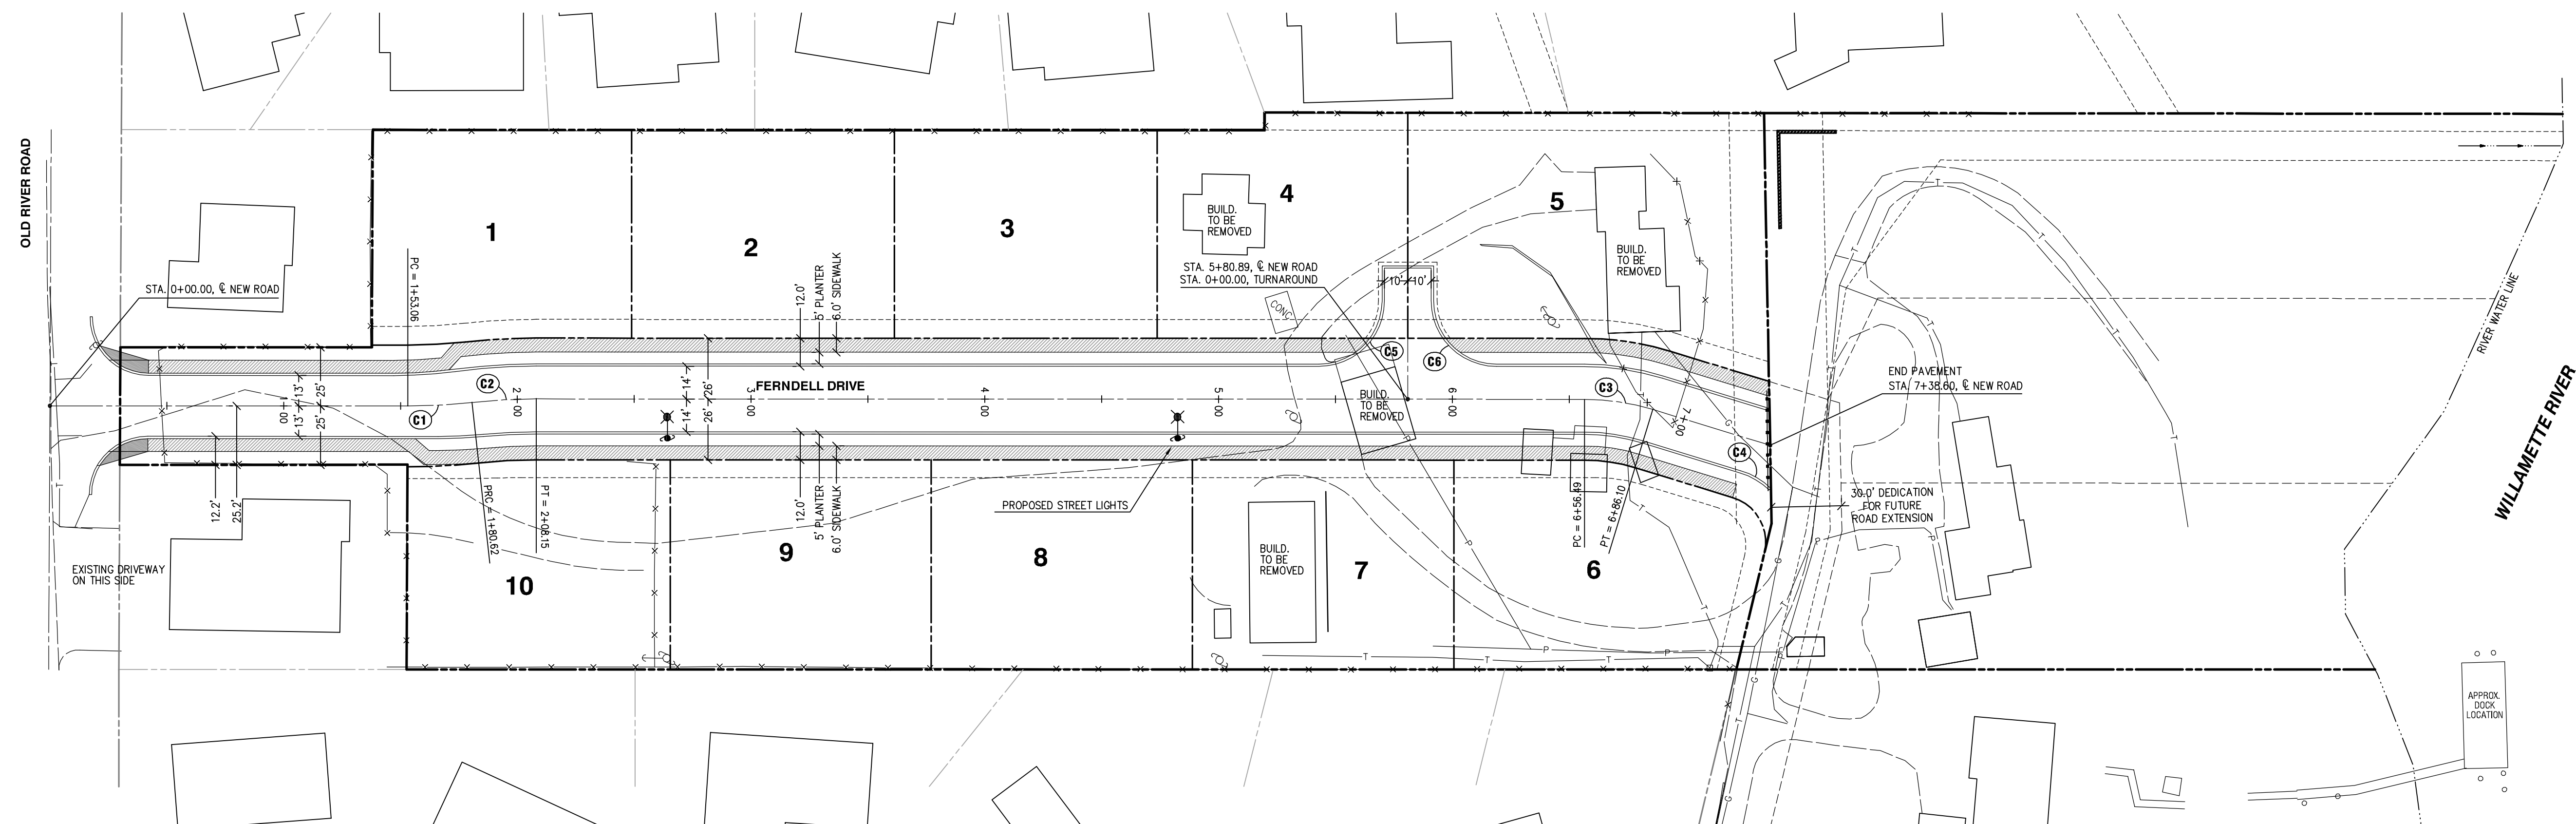 OLD RIVER ROAD
STA. 0+00.00, ℄ NEW ROAD
PC = 1+53.06
1
2
3
4
5
BUILD.
TO BE
REMOVED
BUILD.
TO BE
REMOVED
STA. 5+80.89, ℄ NEW ROAD
STA. 0+00.00, TURNAROUND
CONC
10'
10'
12.0'
5' PLANTER
6.0' SIDEWALK
C1
C2
C5
C6
C3
C4
13'
13'
25'
25'
14'
14'
26'
26'
2+00
3+00
4+00
5+00
6+00
7+00
FERNDELL DRIVE
BUILD.
TO BE
REMOVED
END PAVEMENT
STA. 7+38.60, ℄ NEW ROAD
12.2'
25.2'
PRC = 1+80.62
PT = 2+08.15
12.0'
5' PLANTER
6.0' SIDEWALK
PROPOSED STREET LIGHTS
PC = 6+56.49
PT = 6+86.10
30.0' DEDICATION
FOR FUTURE
ROAD EXTENSION
EXISTING DRIVEWAY
ON THIS SIDE
10
9
8
BUILD.
TO BE
REMOVED
7
6
RIVER WATER LINE
WILLAMETTE RIVER
APPROX.
DOCK
LOCATION